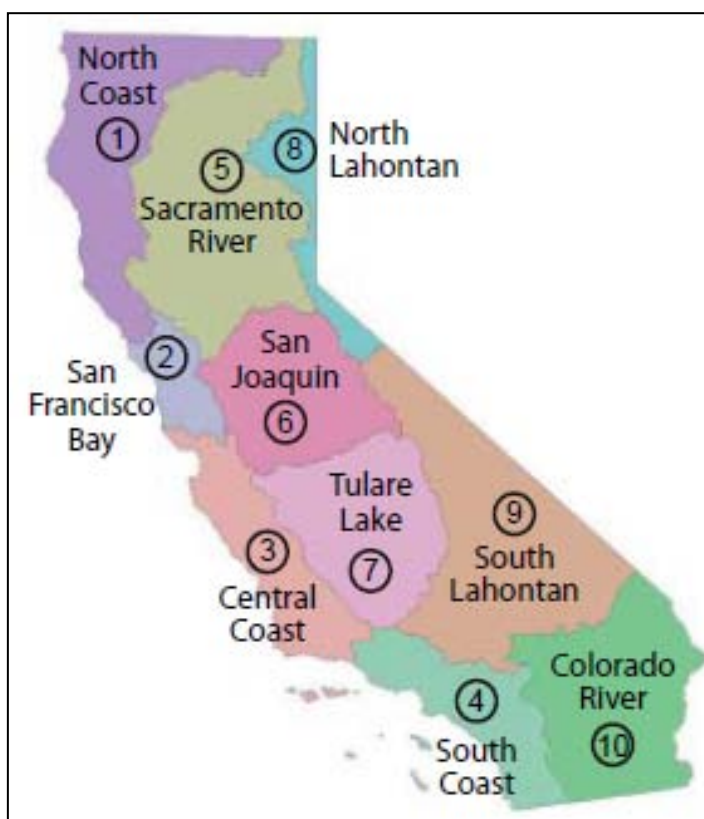 North
Coast
1
5
Sacramento
River
8
North
Lahontan
2
San
Francisco
Bay
San
Joaquin
6
Tulare
Lake
7
3
Central
Coast
9
South
Lahontan
4
South
Coast
Colorado
River
10